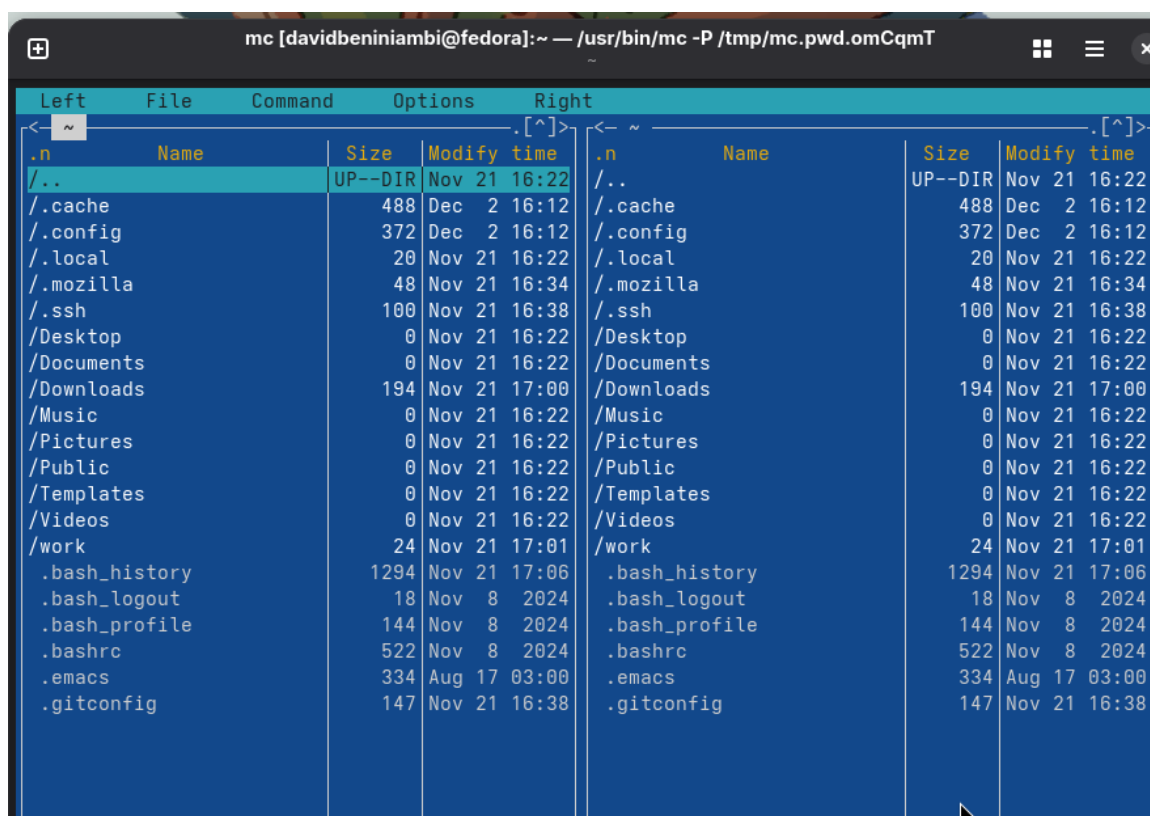 mc [davidbeniniambi@fedora]:~ — /usr/bin/mc -P /tmp/mc.pwd.omCqmT
~
Left File Command Options Right
<— ~ .[^]> <— ~ .[^]>
.n Name Size Modify time .n Name Size Modify time
/.. UP--DIR Nov 21 16:22 /.. UP--DIR Nov 21 16:22
/.cache 488 Dec 2 16:12 /.cache 488 Dec 2 16:12
/.config 372 Dec 2 16:12 /.config 372 Dec 2 16:12
/.local 20 Nov 21 16:22 /.local 20 Nov 21 16:22
/.mozilla 48 Nov 21 16:34 /.mozilla 48 Nov 21 16:34
/.ssh 100 Nov 21 16:38 /.ssh 100 Nov 21 16:38
/Desktop 0 Nov 21 16:22 /Desktop 0 Nov 21 16:22
/Documents 0 Nov 21 16:22 /Documents 0 Nov 21 16:22
/Downloads 194 Nov 21 17:00 /Downloads 194 Nov 21 17:00
/Music 0 Nov 21 16:22 /Music 0 Nov 21 16:22
/Pictures 0 Nov 21 16:22 /Pictures 0 Nov 21 16:22
/Public 0 Nov 21 16:22 /Public 0 Nov 21 16:22
/Templates 0 Nov 21 16:22 /Templates 0 Nov 21 16:22
/Videos 0 Nov 21 16:22 /Videos 0 Nov 21 16:22
/work 24 Nov 21 17:01 /work 24 Nov 21 17:01
.bash_history 1294 Nov 21 17:06 .bash_history 1294 Nov 21 17:06
.bash_logout 18 Nov 8 2024 .bash_logout 18 Nov 8 2024
.bash_profile 144 Nov 8 2024 .bash_profile 144 Nov 8 2024
.bashrc 522 Nov 8 2024 .bashrc 522 Nov 8 2024
.emacs 334 Aug 17 03:00 .emacs 334 Aug 17 03:00
.gitconfig 147 Nov 21 16:38 .gitconfig 147 Nov 21 16:38